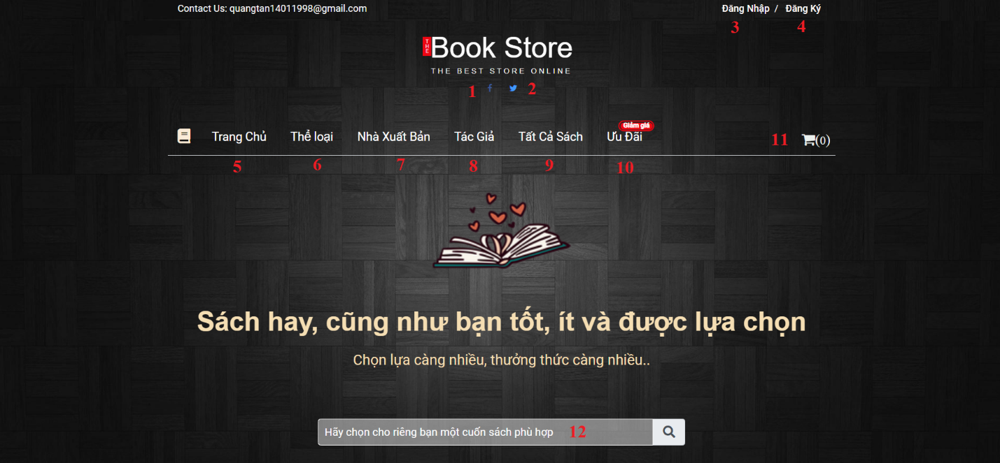 Contact Us: quangtan14011998@gmail.com
Đăng Nhập / Đăng Ký
3 4
THE Book Store
THE BEST STORE ONLINE
1 2
Giảm giá
Trang Chủ Thể loại Nhà Xuất Bản Tác Giả Tất Cả Sách Ưu Đãi 11 (0)
5 6 7 8 9 10
Sách hay, cũng như bạn tốt, ít và được lựa chọn
Chọn lựa càng nhiều, thưởng thức càng nhiều..
Hãy chọn cho riêng bạn một cuốn sách phù hợp 12